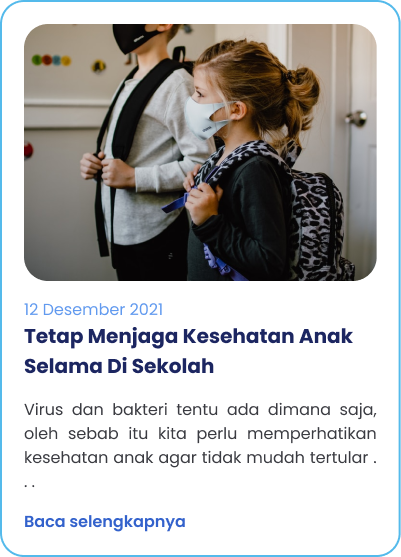 12 Desember 2021
Tetap Menjaga Kesehatan Anak
Selama Di Sekolah
Virus dan bakteri tentu ada dimana saja,
oleh sebab itu kita perlu memperhatikan
kesehatan anak agar tidak mudah tertular .
. .
Baca selengkapnya